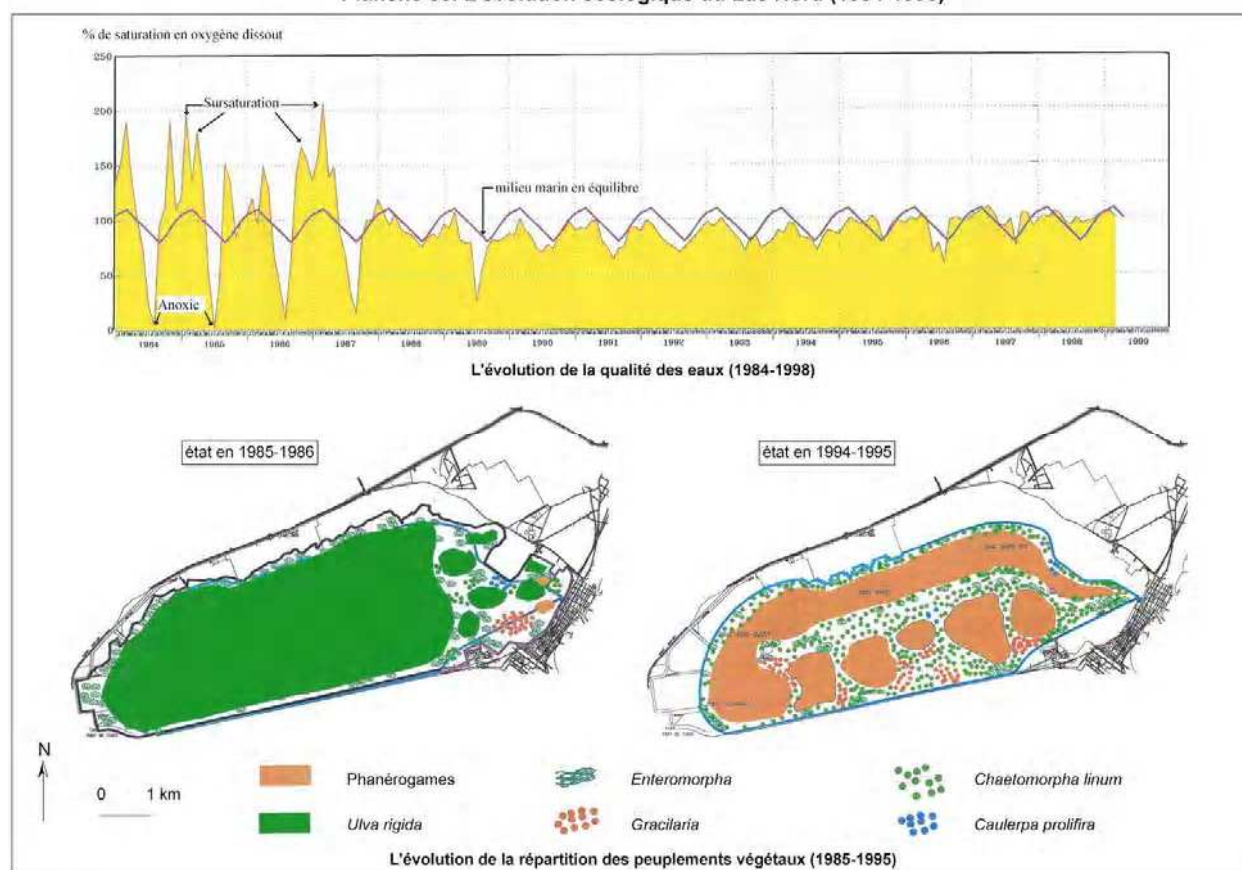 % de saturation en oxygène dissout
250
200
150
100
50
0
Sursaturation
milieu marin en équilibre
Anoxic
1984 1985 1986 1987 1988 1989 1990 1991 1992 1993 1994 1995 1996 1997 1998 1999
L'évolution de la qualité des eaux (1984-1998)
état en 1985-1986
état en 1994-1995
N
0 1 km
Phanérogames
Enteromorpha
Chaetomorpha linum
Ulva rigida
Gracilaria
Caulerpa prolifira
L'évolution de la répartition des peuplements végétaux (1985-1995)